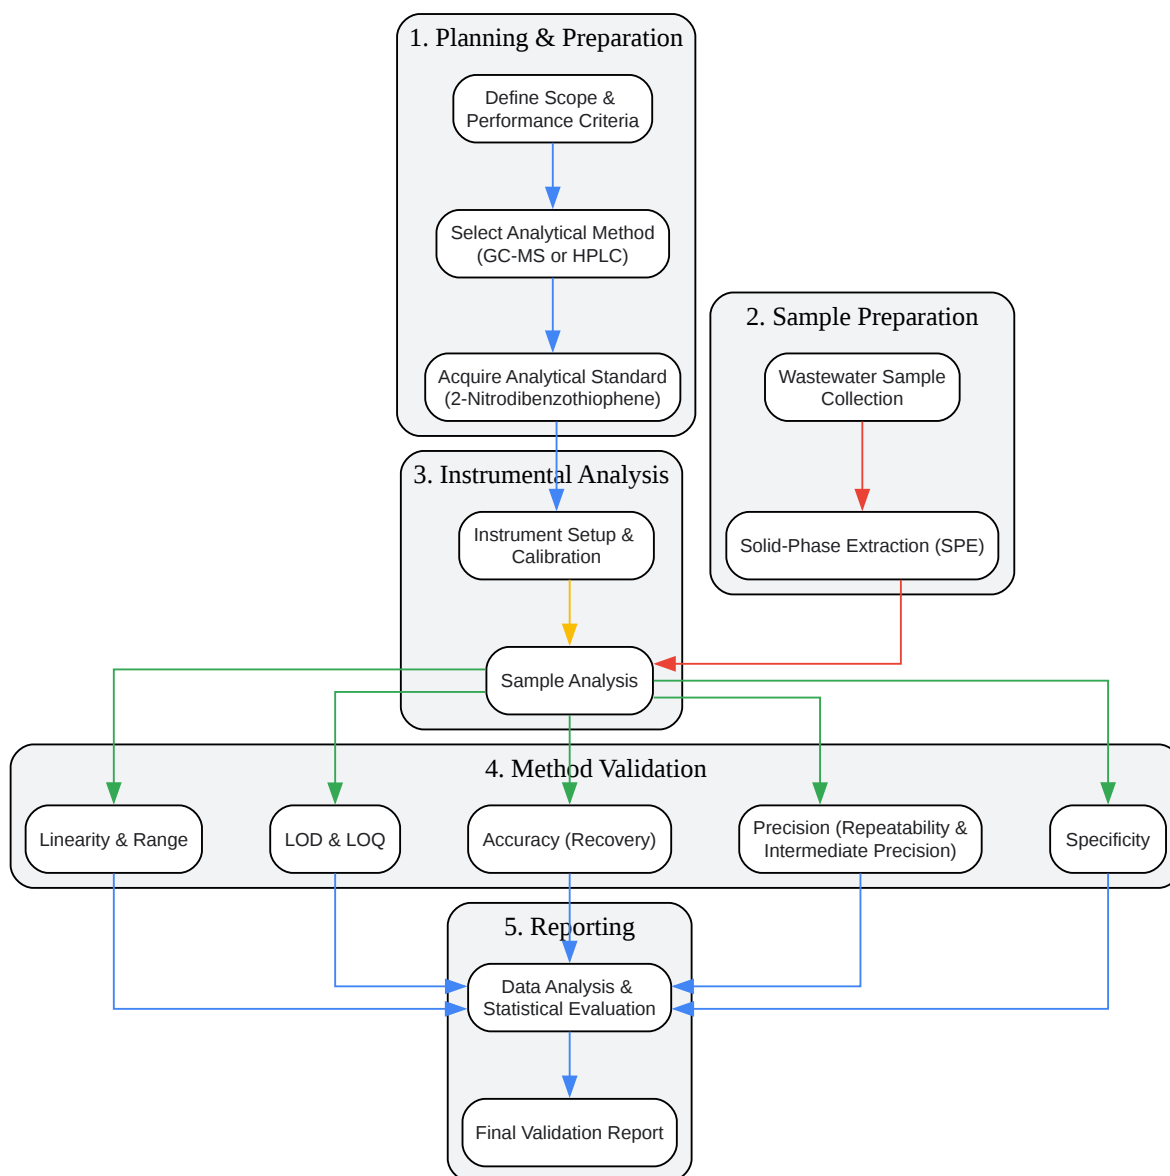 1. Planning & Preparation
Define Scope &
Performance Criteria
Select Analytical Method
(GC-MS or HPLC)
Acquire Analytical Standard
(2-Nitrodibenzothiophene)
2. Sample Preparation
Wastewater Sample
Collection
Solid-Phase Extraction (SPE)
3. Instrumental Analysis
Instrument Setup &
Calibration
Sample Analysis
4. Method Validation
Linearity & Range
LOD & LOQ
Accuracy (Recovery)
Precision (Repeatability &
Intermediate Precision)
Specificity
5. Reporting
Data Analysis &
Statistical Evaluation
Final Validation Report